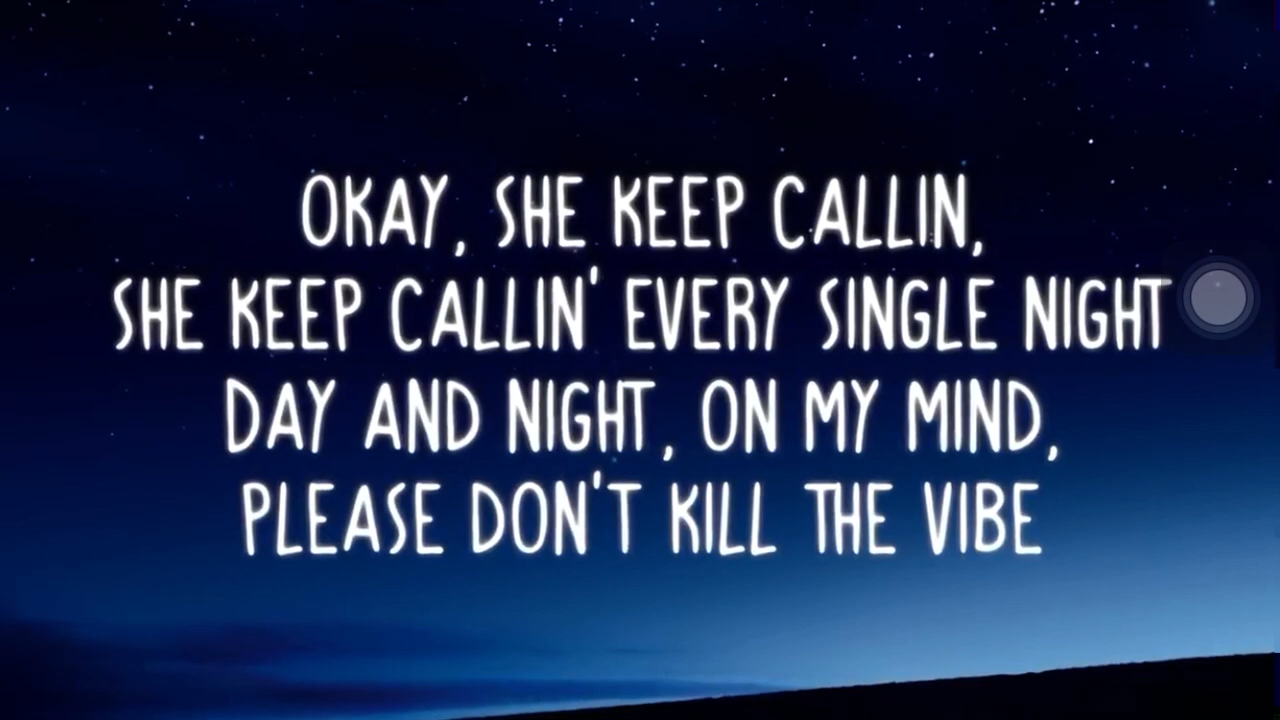 OKAY, SHE KEEP CALLIN,
SHE KEEP CALLIN' EVERY SINGLE NIGHT
DAY AND NIGHT, ON MY MIND,
PLEASE DON'T KILL THE VIBE